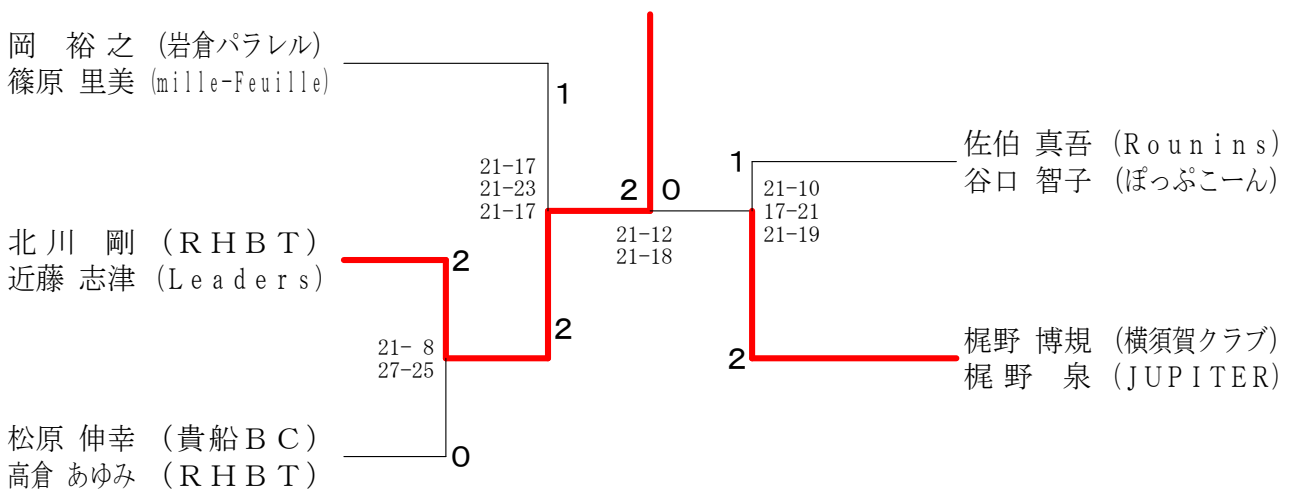 岡 裕之 (岩倉パラレル)
篠原 里美 (mille-Feuille)
1
21-17
21-23
21-17
北川 剛 (RHBT)
近藤 志津 (Leaders)
2
2
21- 8
27-25
松原 伸幸 (貴船BC)
高倉 あゆみ (RHBT)
0
2 0
21-12
21-18
佐伯 真吾 (Rounins)
谷口 智子 (ぽっぷこーん)
1
21-10
17-21
21-19
梶野 博規 (横須賀クラブ)
梶野 泉 (JUPITER)
2